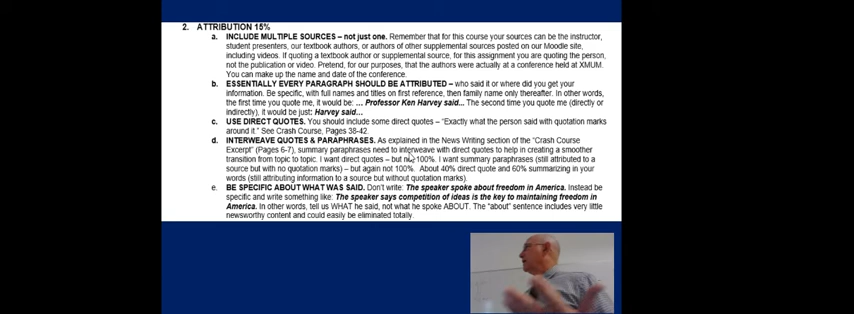 2. ATTRIBUTION 15%
a. INCLUDE MULTIPLE SOURCES – not just one. Remember that for this course your sources can be the instructor,
student presenters, our textbook authors, or authors of other supplemental sources posted on our Moodle site,
including videos. If quoting a textbook author or supplemental source, for this assignment you are quoting the person,
not the publication or video. Pretend, for our purposes, that the authors were actually at a conference held at XMUM.
You can make up the name and date of the conference.
b. ESSENTIALLY EVERY PARAGRAPH SHOULD BE ATTRIBUTED – who said it or where did you get your
information. Be specific, with full names and titles on first reference, then family name only thereafter. In other words,
the first time you quote me, it would be: … Professor Ken Harvey said... The second time you quote me (directly or
indirectly), it would be just: Harvey said…
c. USE DIRECT QUOTES. You should include some direct quotes – “Exactly what the person said with quotation marks
around it.” See Crash Course, Pages 38-42.
d. INTERWEAVE QUOTES & PARAPHRASES. As explained in the News Writing section of the “Crash Course
Excerpt” (Pages 6-7), summary paraphrases need to interweave with direct quotes to help in creating a smoother
transition from topic to topic. I want direct quotes – but not 100%. I want summary paraphrases (still attributed to a
source but with no quotation marks) – but again not 100%. About 40% direct quote and 60% summarizing in your
words (still attributing information to a source but without quotation marks).
e. BE SPECIFIC ABOUT WHAT WAS SAID. Don’t write: The speaker spoke about freedom in America. Instead be
specific and write something like: The speaker says competition of ideas is the key to maintaining freedom in
America. In other words, tell us WHAT he said, not what he spoke ABOUT. The “about” sentence includes very little
newsworthy content and could easily be eliminated totally.